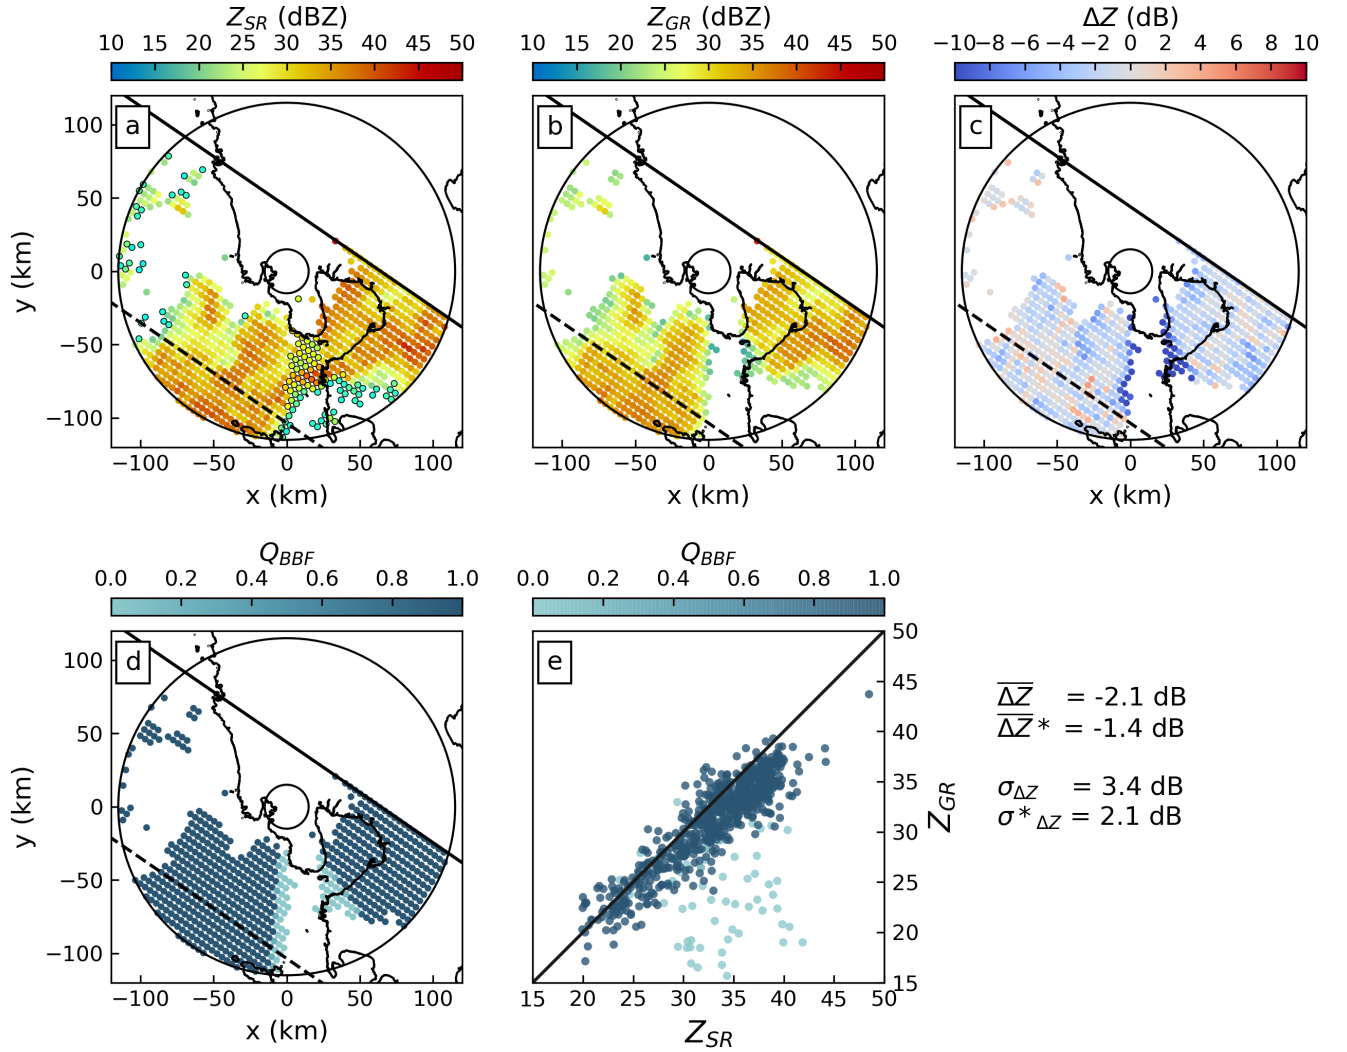 Z_SR (dBZ)
10 15 20 25 30 35 40 45 50
Z_GR (dBZ)
10 15 20 25 30 35 40 45 50
ΔZ (dB)
−10 −8 −6 −4 −2 0 2 4 6 8 10
a
100
50
0
−50
−100
y (km)
−100 −50 0 50 100
x (km)
b
−100 −50 0 50 100
x (km)
c
−100 −50 0 50 100
x (km)
Q_BBF
0.0 0.2 0.4 0.6 0.8 1.0
Q_BBF
0.0 0.2 0.4 0.6 0.8 1.0
d
100
50
0
−50
−100
y (km)
−100 −50 0 50 100
x (km)
e
50
45
40
35
30
25
20
15
Z_GR
15 20 25 30 35 40 45 50
Z_SR
\overline{ΔZ} = -2.1 dB
\overline{ΔZ} * = -1.4 dB
σ_ΔZ = 3.4 dB
σ*_ΔZ = 2.1 dB